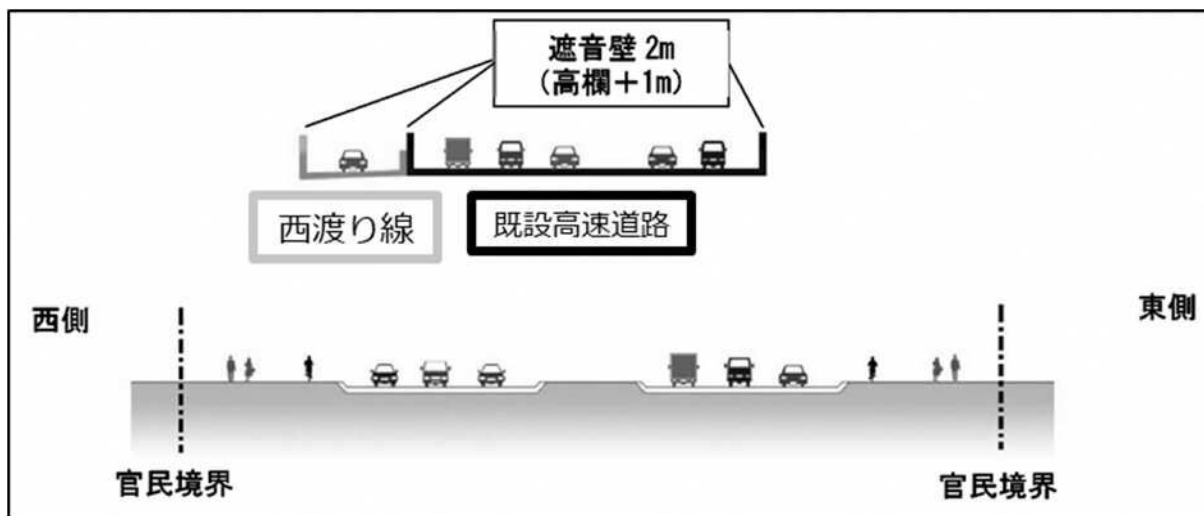 遮音壁 2m
(高欄＋1m)
西渡り線
既設高速道路
西側
東側
官民境界
官民境界